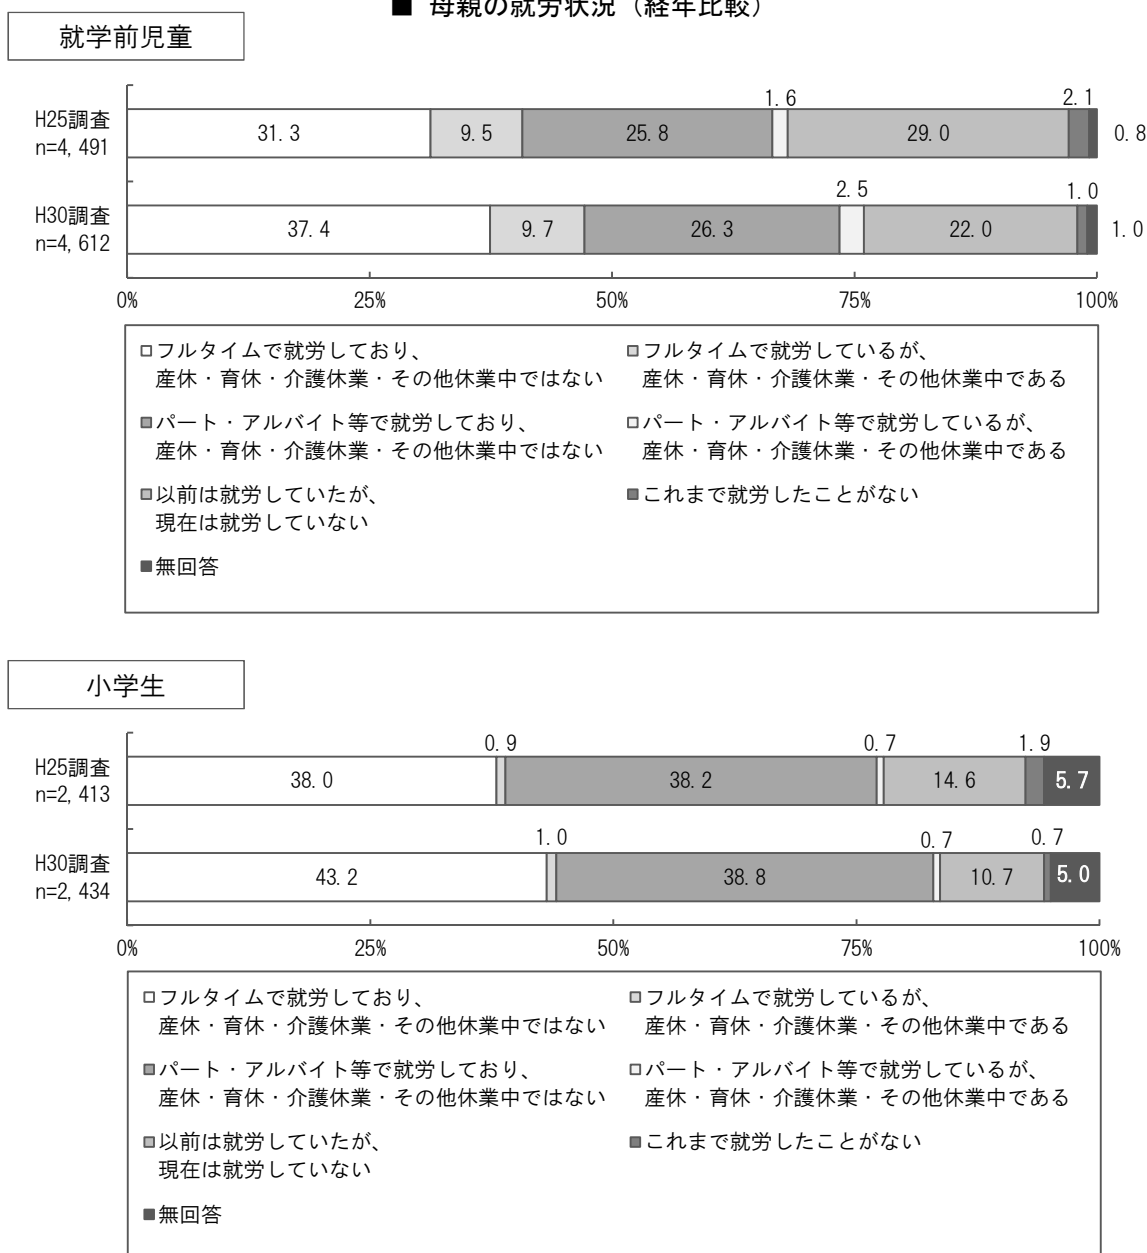 ■ 母親の就労状況（経年比較）
就学前児童
1.6 2.1
H25調査 31.3 9.5 25.8 29.0 0.8
n=4,491
2.5 1.0
H30調査 37.4 9.7 26.3 22.0 1.0
n=4,612
0% 25% 50% 75% 100%
□フルタイムで就労しており、 □フルタイムで就労しているが、
産休・育休・介護休業・その他休業中ではない 産休・育休・介護休業・その他休業中である
■パート・アルバイト等で就労しており、 □パート・アルバイト等で就労しているが、
産休・育休・介護休業・その他休業中ではない 産休・育休・介護休業・その他休業中である
□以前は就労していたが、 ■これまで就労したことがない
現在は就労していない
■無回答
小学生
0.9 0.7 1.9
H25調査 38.0 38.2 14.6 5.7
n=2,413
1.0 0.7 0.7
H30調査 43.2 38.8 10.7 5.0
n=2,434
0% 25% 50% 75% 100%
□フルタイムで就労しており、 □フルタイムで就労しているが、
産休・育休・介護休業・その他休業中ではない 産休・育休・介護休業・その他休業中である
■パート・アルバイト等で就労しており、 □パート・アルバイト等で就労しているが、
産休・育休・介護休業・その他休業中ではない 産休・育休・介護休業・その他休業中である
□以前は就労していたが、 ■これまで就労したことがない
現在は就労していない
■無回答